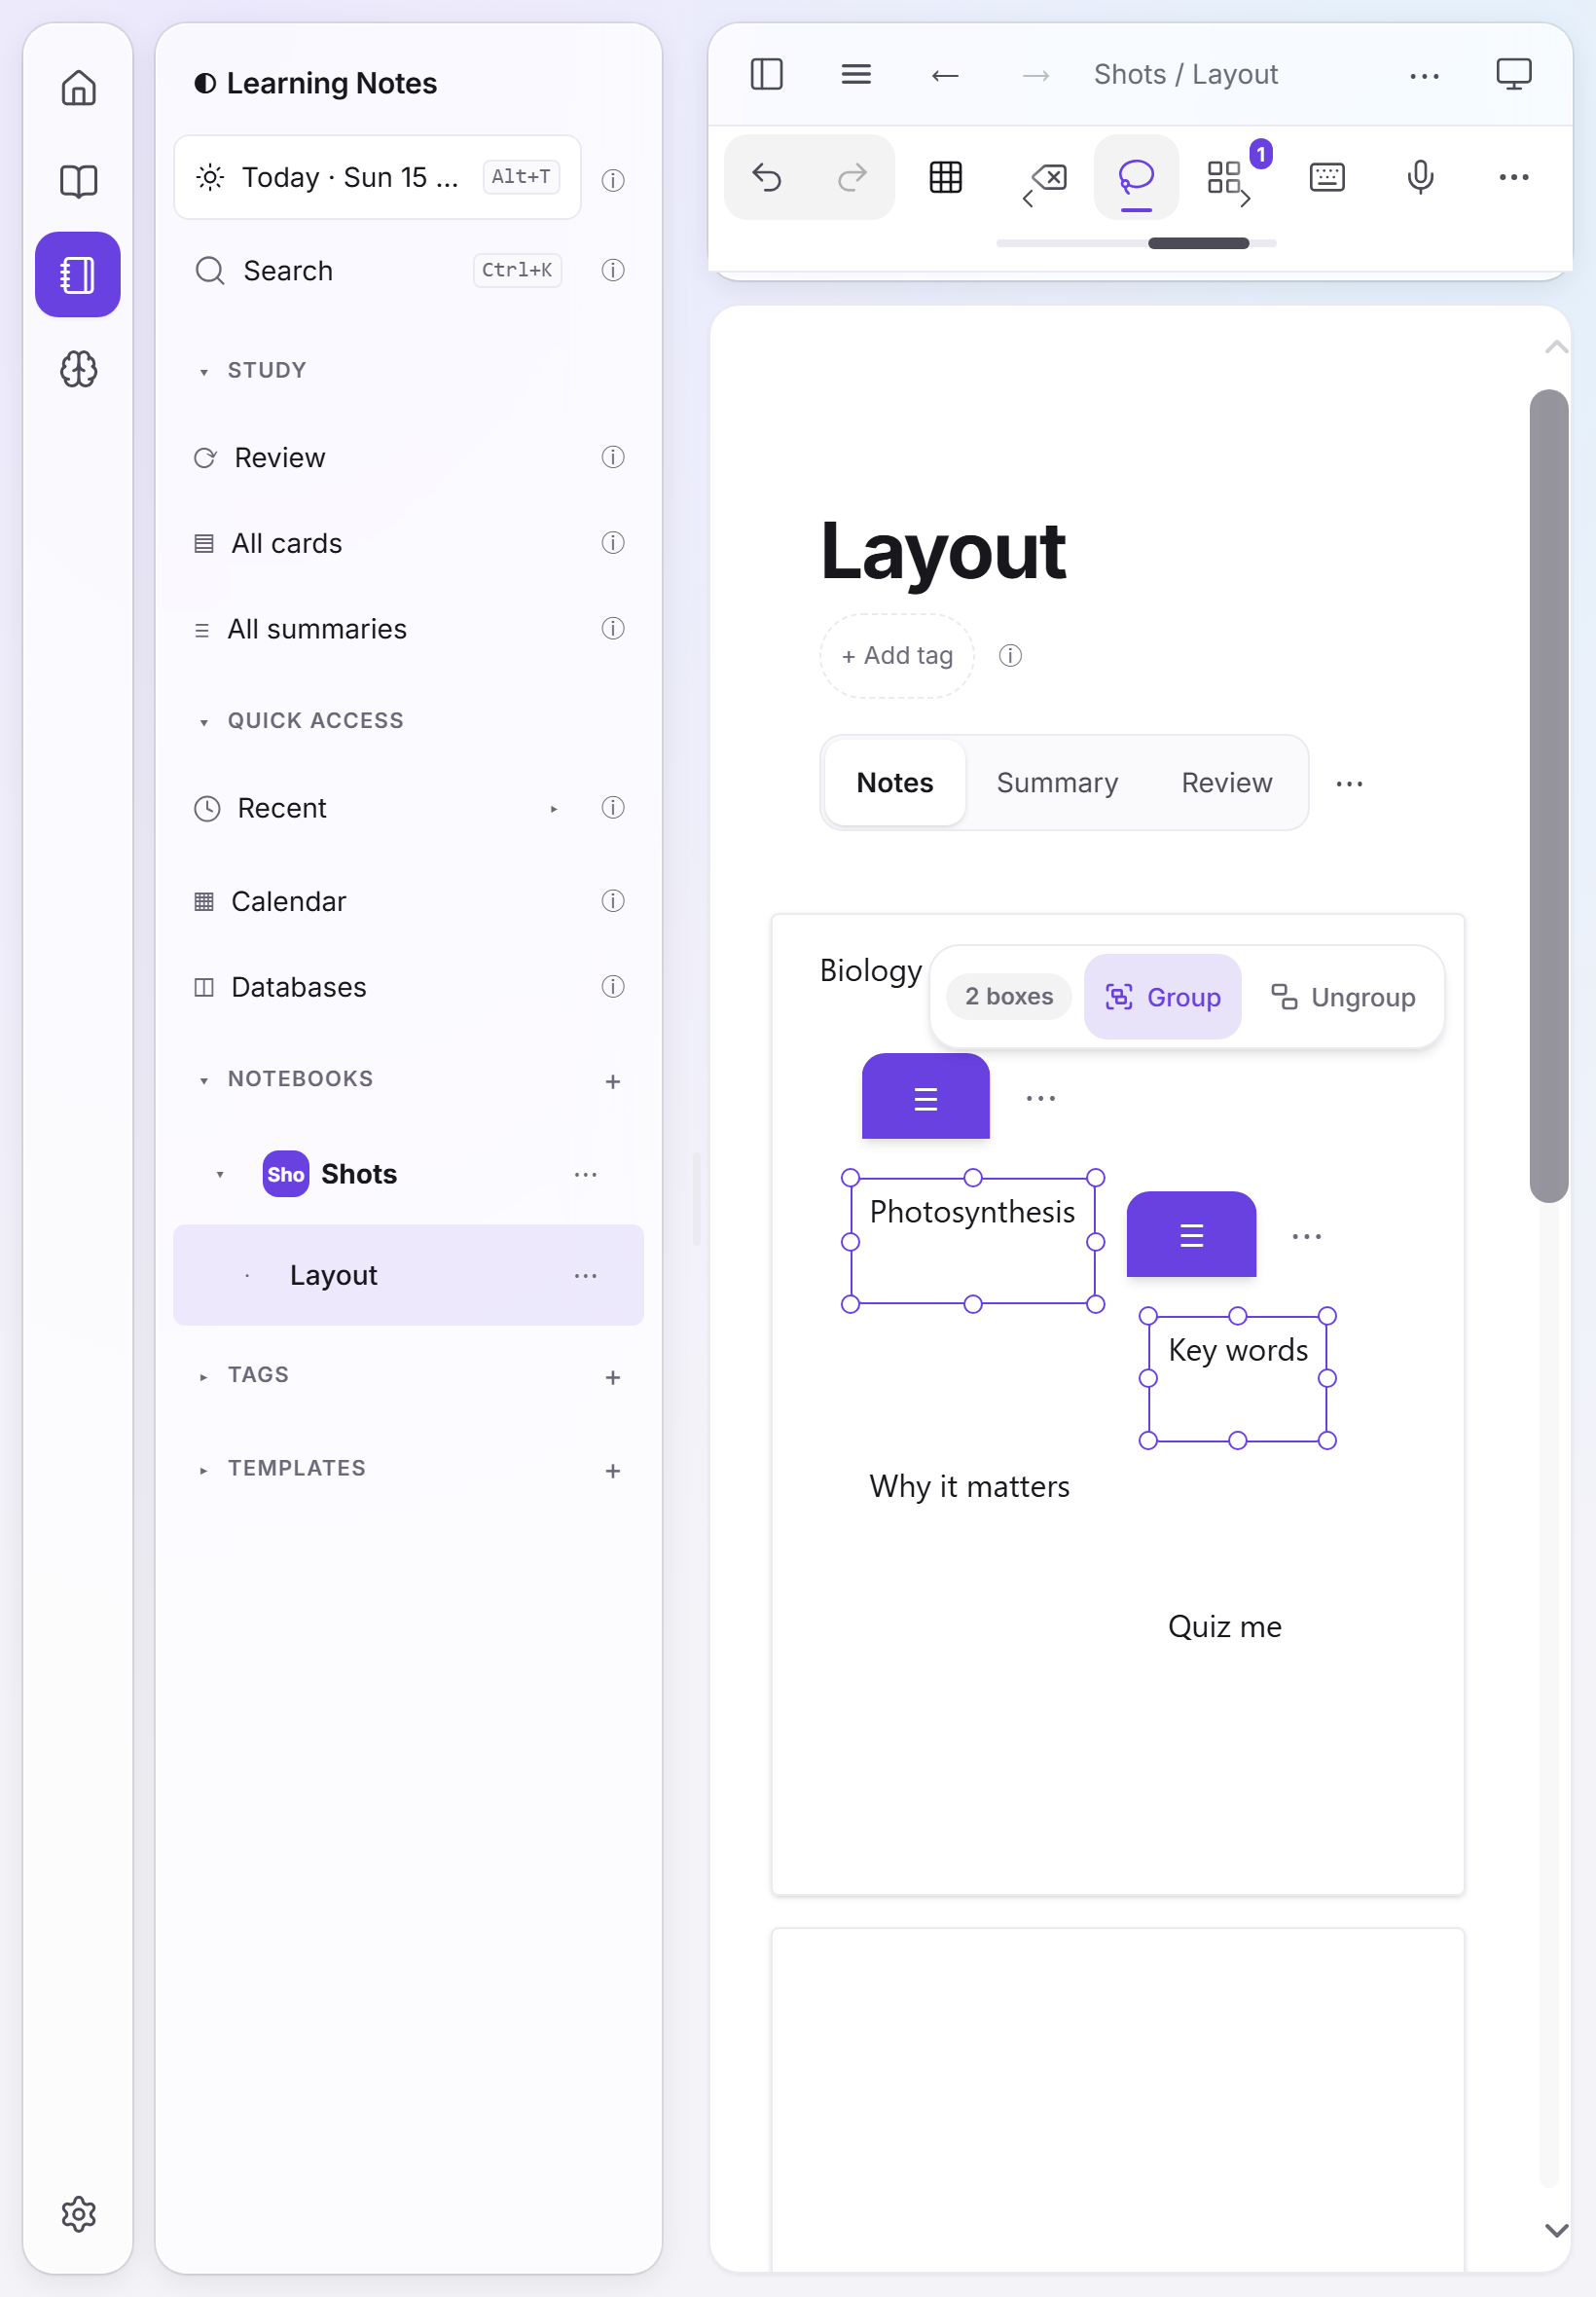 Learning Notes
Today · Sun 15 ... Alt+T
Search Ctrl+K
STUDY
Review
All cards
All summaries
QUICK ACCESS
Recent
Calendar
Databases
NOTEBOOKS
Sho Shots
Layout
TAGS
TEMPLATES
Shots / Layout
1
Layout
+ Add tag
Notes Summary Review
Biology
2 boxes Group Ungroup
Photosynthesis
Key words
Why it matters
Quiz me